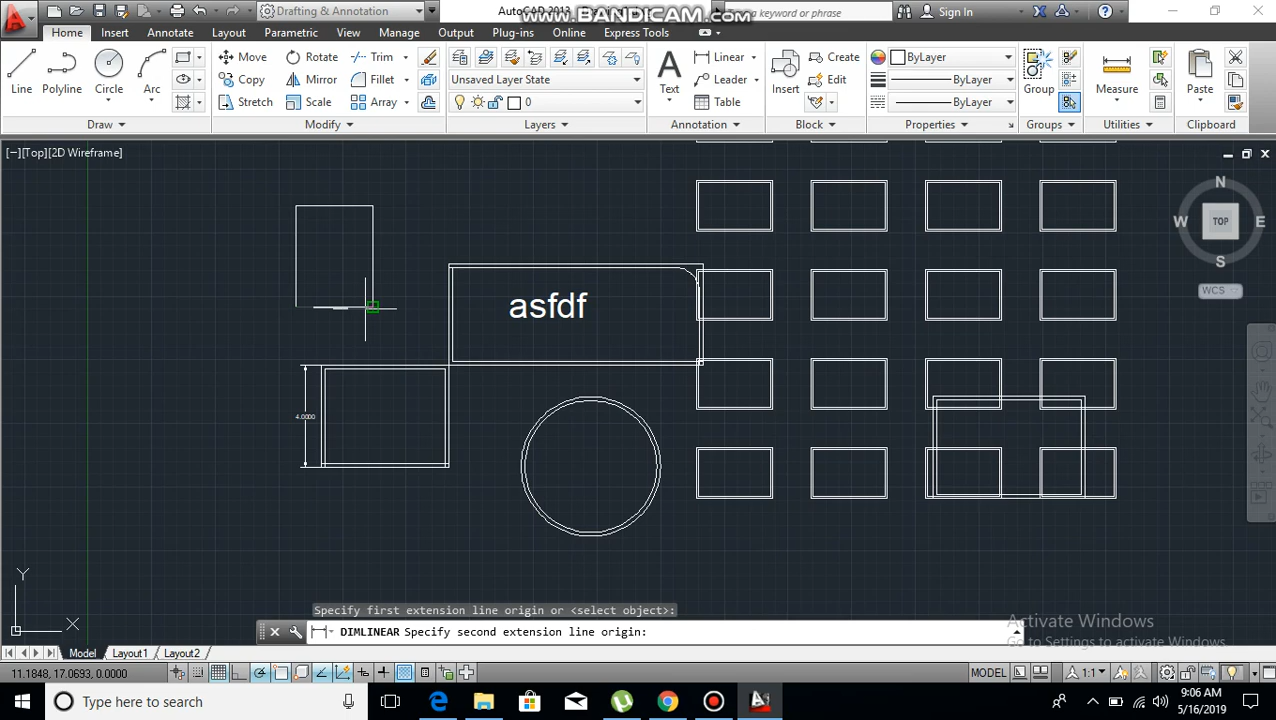 Drafting & Annotation
AutoCAD 2013
www.BANDICAM.com
keyword or phrase
Sign In
Home Insert Annotate Layout Parametric View Manage Output Plug-ins Online Express Tools
Line Polyline Circle Arc
Move Rotate Trim
Copy Mirror Fillet
Stretch Scale Array
Unsaved Layer State
0
Text
Linear
Leader
Table
Insert
Create
Edit
ByLayer
ByLayer
ByLayer
Group
Measure
Paste
Draw Modify Layers Annotation Block Properties Groups Utilities Clipboard
[−][Top][2D Wireframe]
N
W TOP E
S
WCS
asfdf
4.0000
Y
X
Specify first extension line origin or <select object>:
DIMLINEAR Specify second extension line origin:
Activate Windows
Go to Settings to activate Windows.
Model Layout1 Layout2
11.1848, 17.0693, 0.0000
MODEL
1:1
Type here to search
9:06 AM
5/16/2019